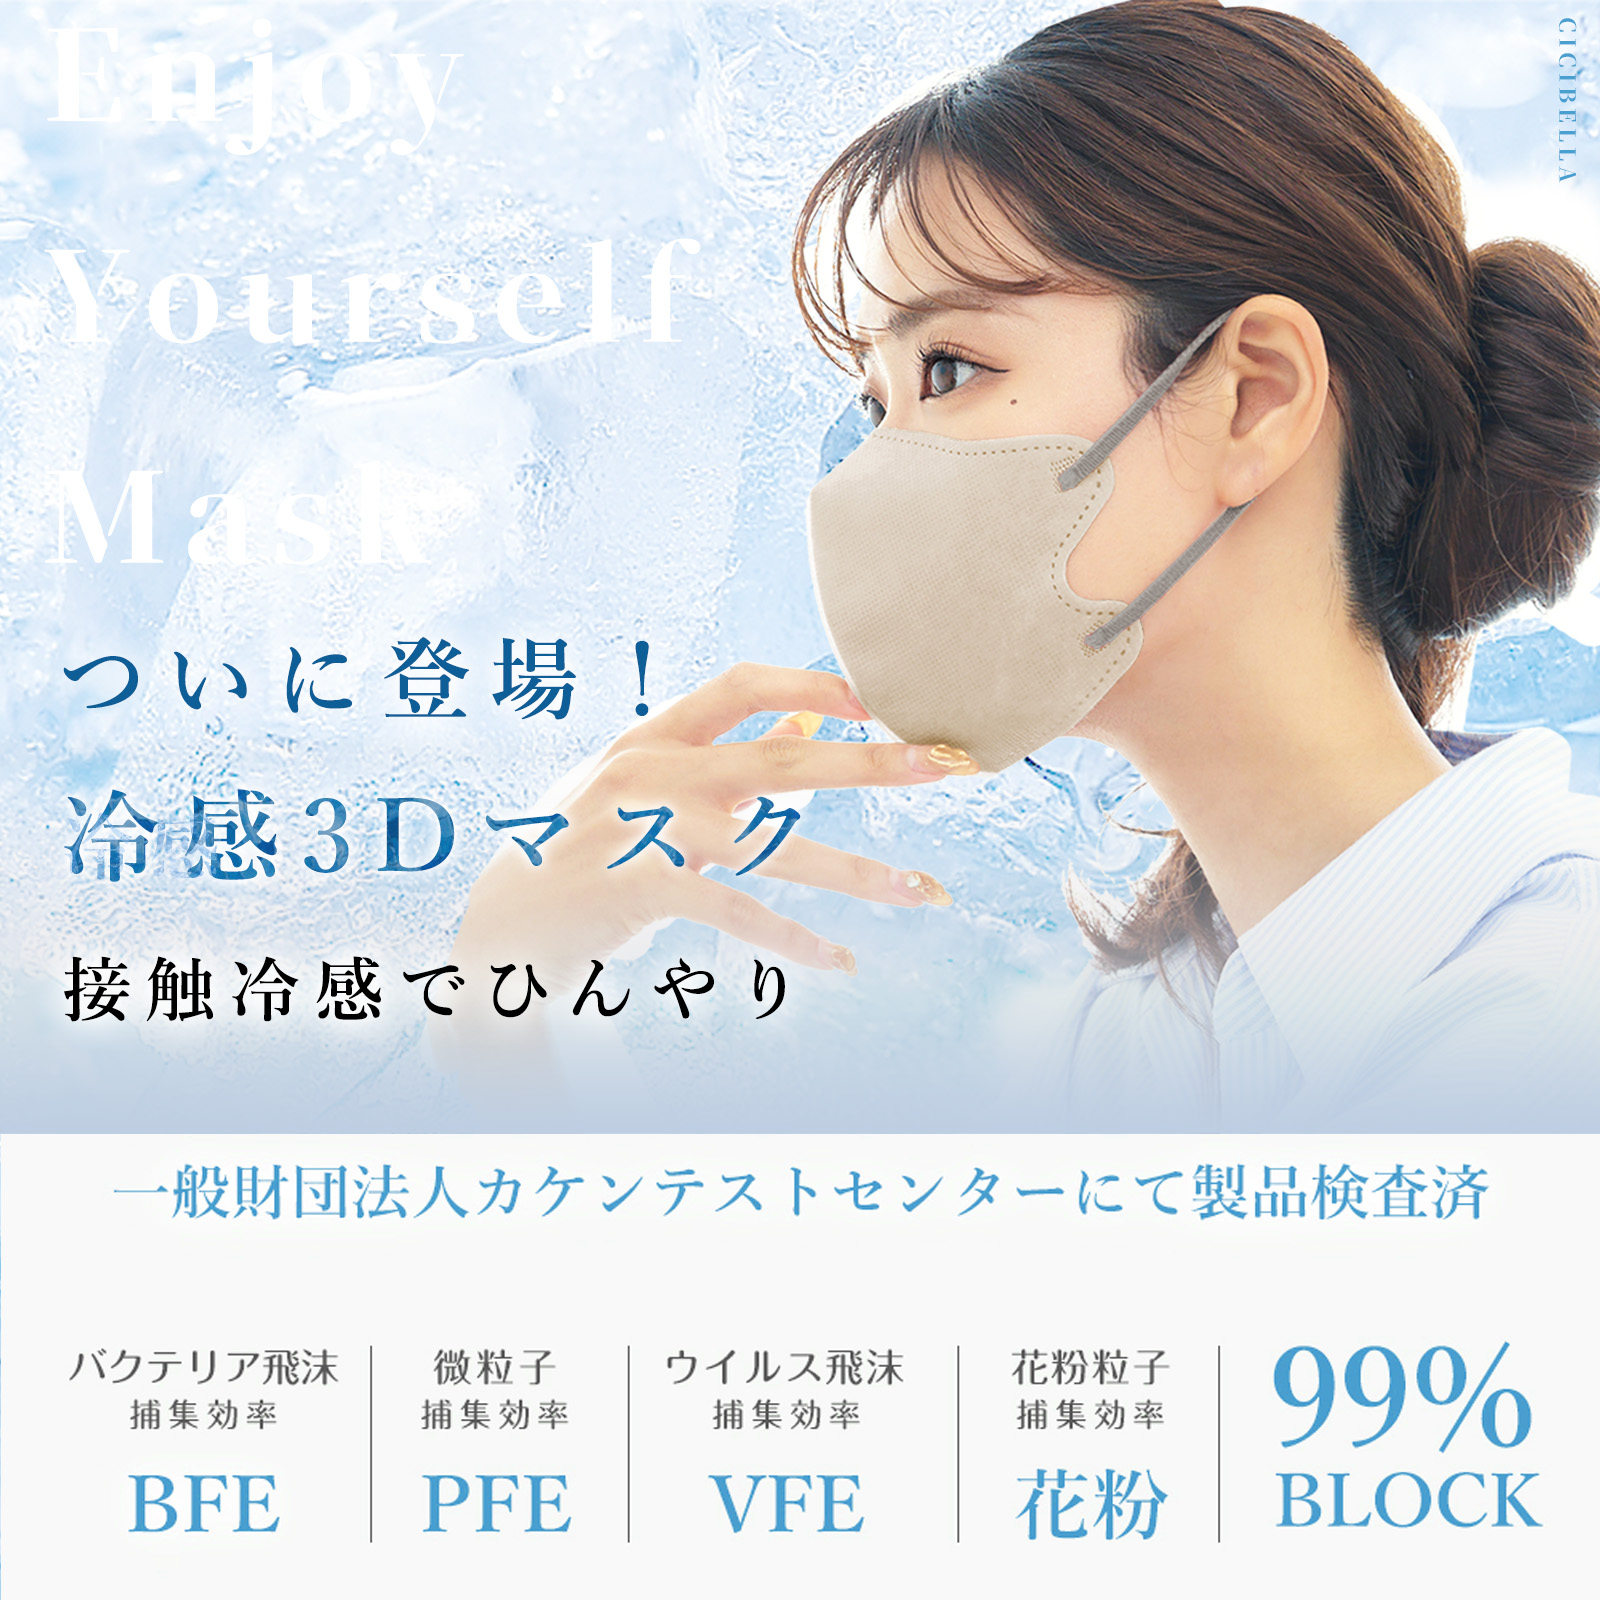 Enjoy
Yourself
Mask
CICIBELLA
ついに登場！
冷感3Dマスク
接触冷感でひんやり
一般財団法人カケンテストセンターにて製品検査済
バクテリア飛沫
捕集効率
BFE
微粒子
捕集効率
PFE
ウイルス飛沫
捕集効率
VFE
花粉粒子
捕集効率
花粉
99%
BLOCK